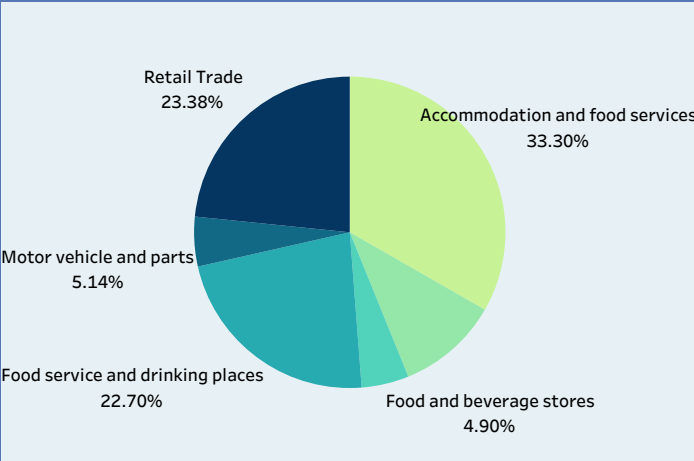 Retail Trade
23.38%
Accommodation and food services
33.30%
Motor vehicle and parts
5.14%
Food service and drinking places
22.70%
Food and beverage stores
4.90%